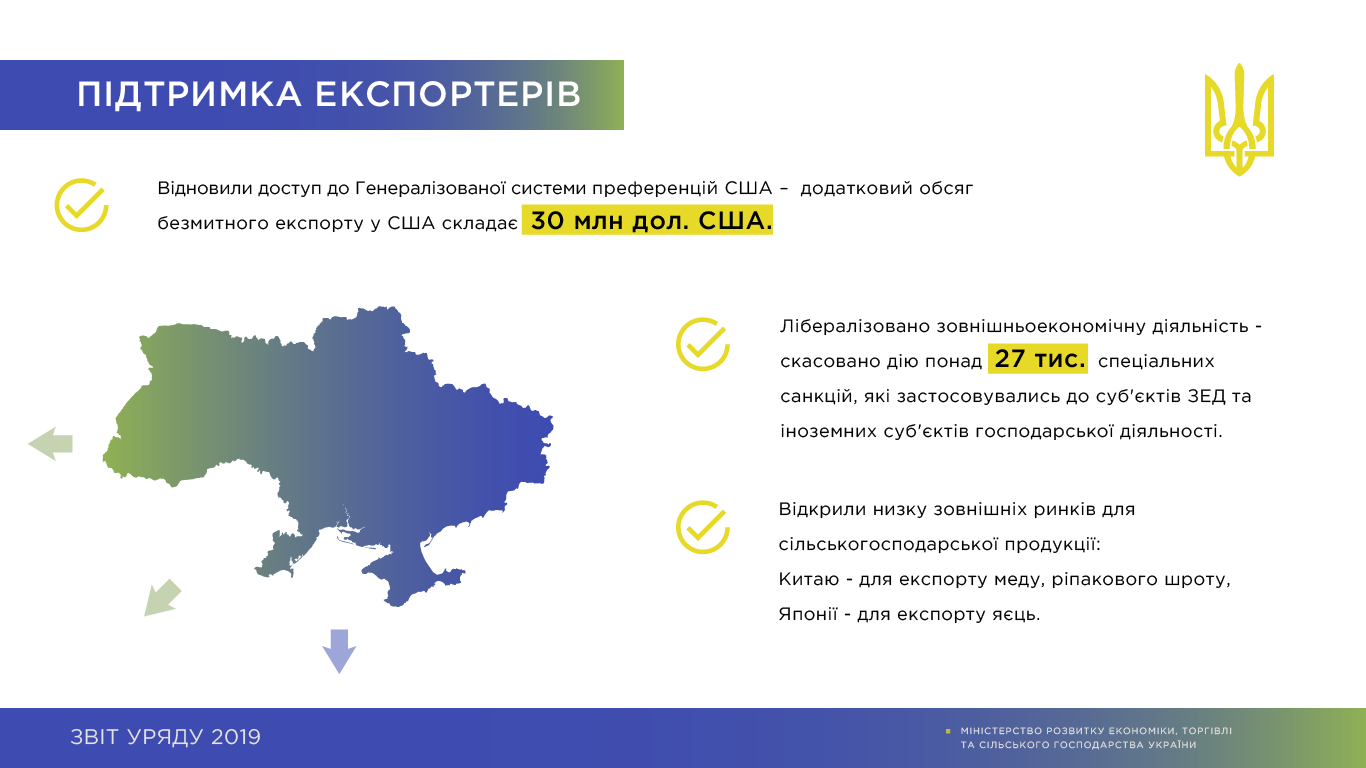 ПІДТРИМКА ЕКСПОРТЕРІВ
Відновили доступ до Генералізованої системи преференцій США – додатковий обсяг
безмитного експорту у США складає 30 млн дол. США.
Лібералізовано зовнішньоекономічну діяльність -
скасовано дію понад 27 тис. спеціальних
санкцій, які застосовувались до суб'єктів ЗЕД та
іноземних суб'єктів господарської діяльності.
Відкрили низку зовнішніх ринків для
сільськогосподарської продукції:
Китаю - для експорту меду, ріпакового шроту,
Японії - для експорту яєць.
ЗВІТ УРЯДУ 2019
МІНІСТЕРСТВО РОЗВИТКУ ЕКОНОМІКИ, ТОРГІВЛІ
ТА СІЛЬСЬКОГО ГОСПОДАРСТВА УКРАЇНИ